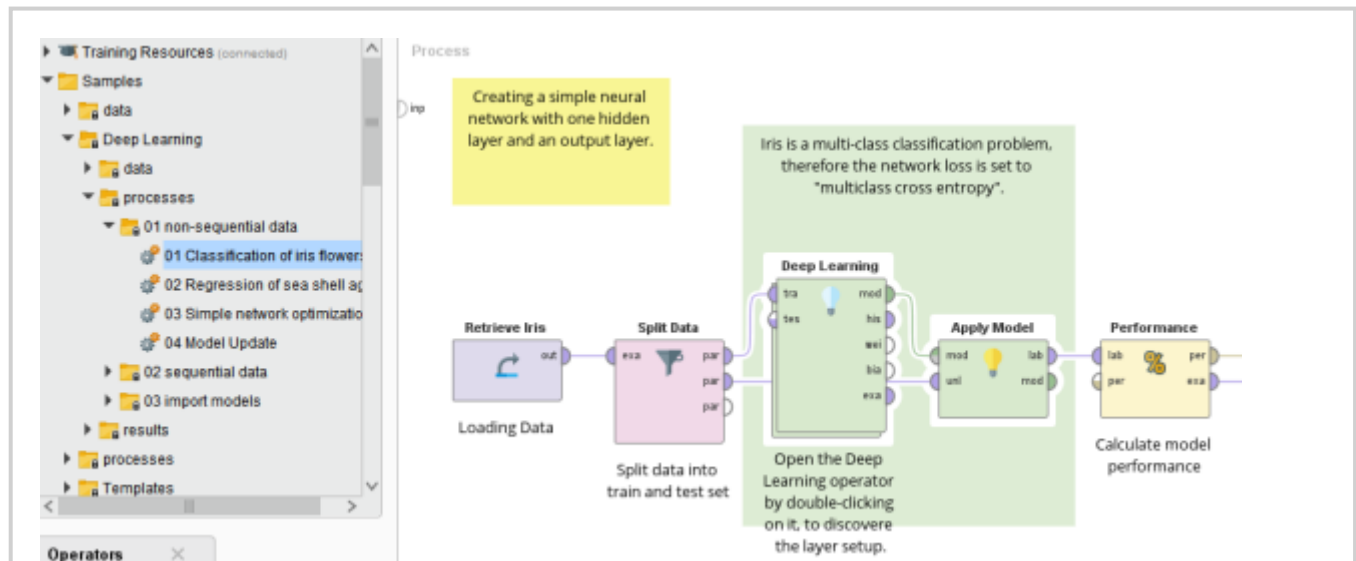 Training Resources (connected)
Samples
data
Deep Learning
data
processes
01 non-sequential data
01 Classification of iris flower
02 Regression of sea shell ag
03 Simple network optimizatio
04 Model Update
02 sequential data
03 import models
results
processes
Templates
Operators
Process
inp
Creating a simple neural
network with one hidden
layer and an output layer.
Iris is a multi-class classification problem,
therefore the network loss is set to
"multiclass cross entropy".
Retrieve Iris
out
Loading Data
Split Data
exa
par
par
par
Split data into
train and test set
Deep Learning
tra
mod
tes
his
wei
bia
exa
Open the Deep
Learning operator
by double-clicking
on it, to discovere
the layer setup.
Apply Model
mod
lab
unl
mod
Performance
lab
per
per
exa
Calculate model
performance